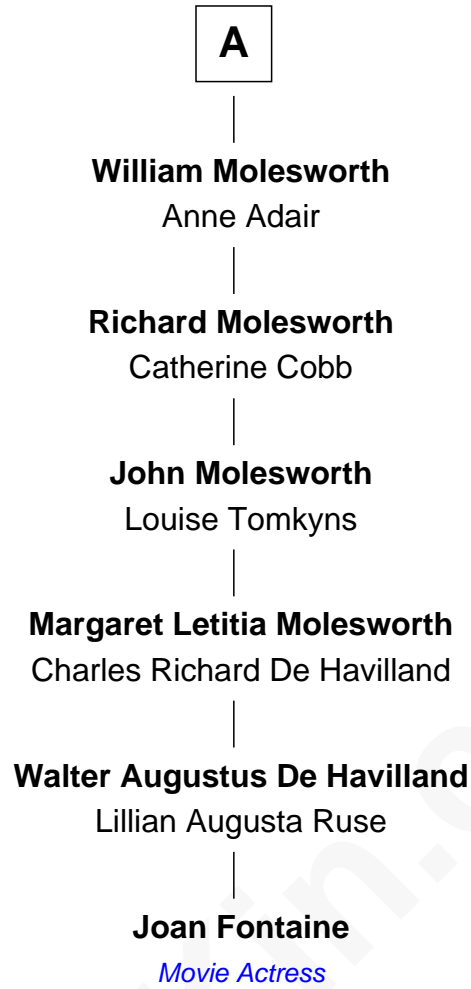 A
William Molesworth
Anne Adair
Richard Molesworth
Catherine Cobb
John Molesworth
Louise Tomkyns
Margaret Letitia Molesworth
Charles Richard De Havilland
Walter Augustus De Havilland
Lillian Augusta Ruse
Joan Fontaine
Movie Actress